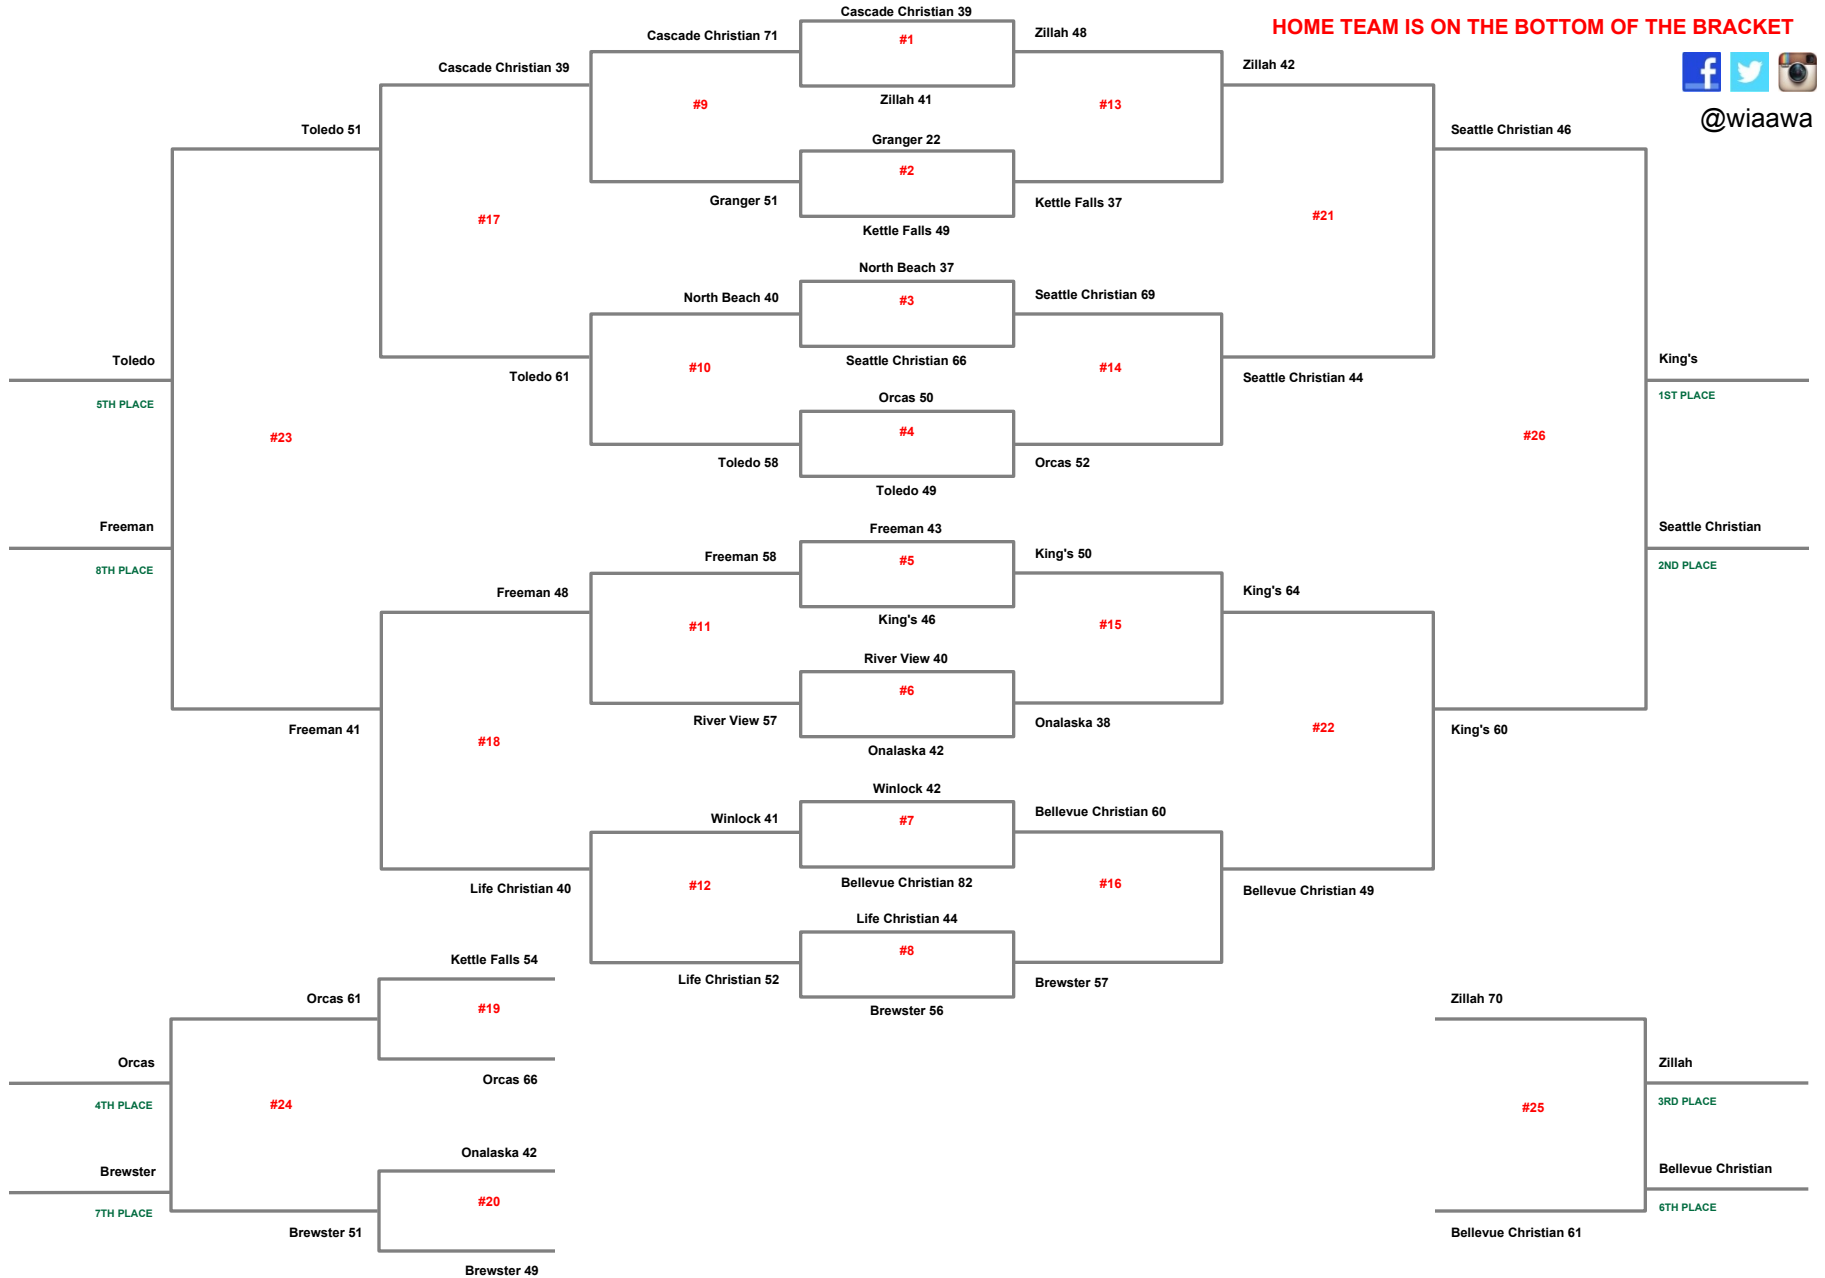 Cascade Christian 39
HOME TEAM IS ON THE BOTTOM OF THE BRACKET
Cascade Christian 71
#1
Zillah 48
Cascade Christian 39
Zillah 42
#9
Zillah 41
#13
@wiaawa
Toledo 51
Granger 22
Seattle Christian 46
#2
Granger 51
Kettle Falls 37
#17
Kettle Falls 49
#21
North Beach 37
North Beach 40
#3
Seattle Christian 69
Toledo
Seattle Christian 66
King's
#10
#14
Toledo 61
Seattle Christian 44
5TH PLACE
Orcas 50
1ST PLACE
#23
#4
#26
Toledo 58
Orcas 52
Toledo 49
Freeman
Freeman 43
Seattle Christian
Freeman 58
#5
King's 50
8TH PLACE
2ND PLACE
Freeman 48
King's 64
#11
King's 46
#15
River View 40
#6
River View 57
Onalaska 38
Freeman 41
#18
#22
King's 60
Onalaska 42
Winlock 42
Winlock 41
#7
Bellevue Christian 60
Life Christian 40
#12
Bellevue Christian 82
#16
Bellevue Christian 49
Life Christian 44
#8
Kettle Falls 54
Life Christian 52
Brewster 57
Orcas 61
#19
Brewster 56
Zillah 70
Orcas
Zillah
Orcas 66
4TH PLACE
#24
#25
3RD PLACE
Onalaska 42
Brewster
Bellevue Christian
7TH PLACE
#20
6TH PLACE
Brewster 51
Bellevue Christian 61
Brewster 49